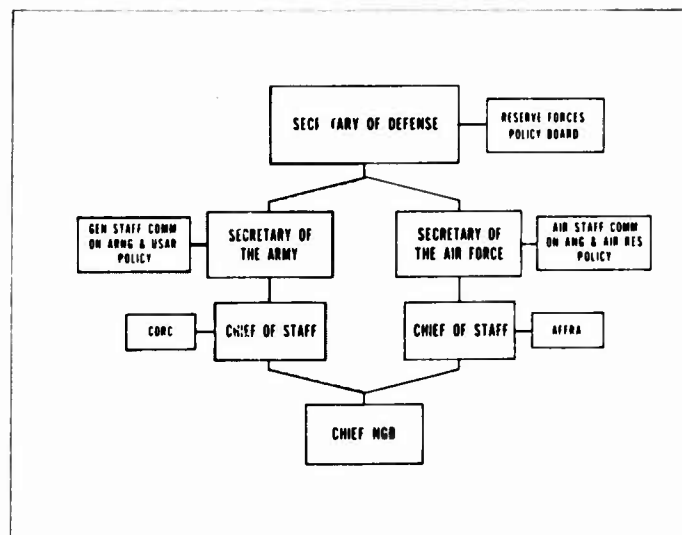 SECRETARY OF DEFENSE
RESERVE FORCES
POLICY BOARD
GEN STAFF COMM
ON ARNG & USAR
POLICY
SECRETARY OF
THE ARMY
SECRETARY OF
THE AIR FORCE
AIR STAFF COMM
ON ANG & AIR RES
POLICY
CORC
CHIEF OF STAFF
CHIEF OF STAFF
AFFRA
CHIEF NGB